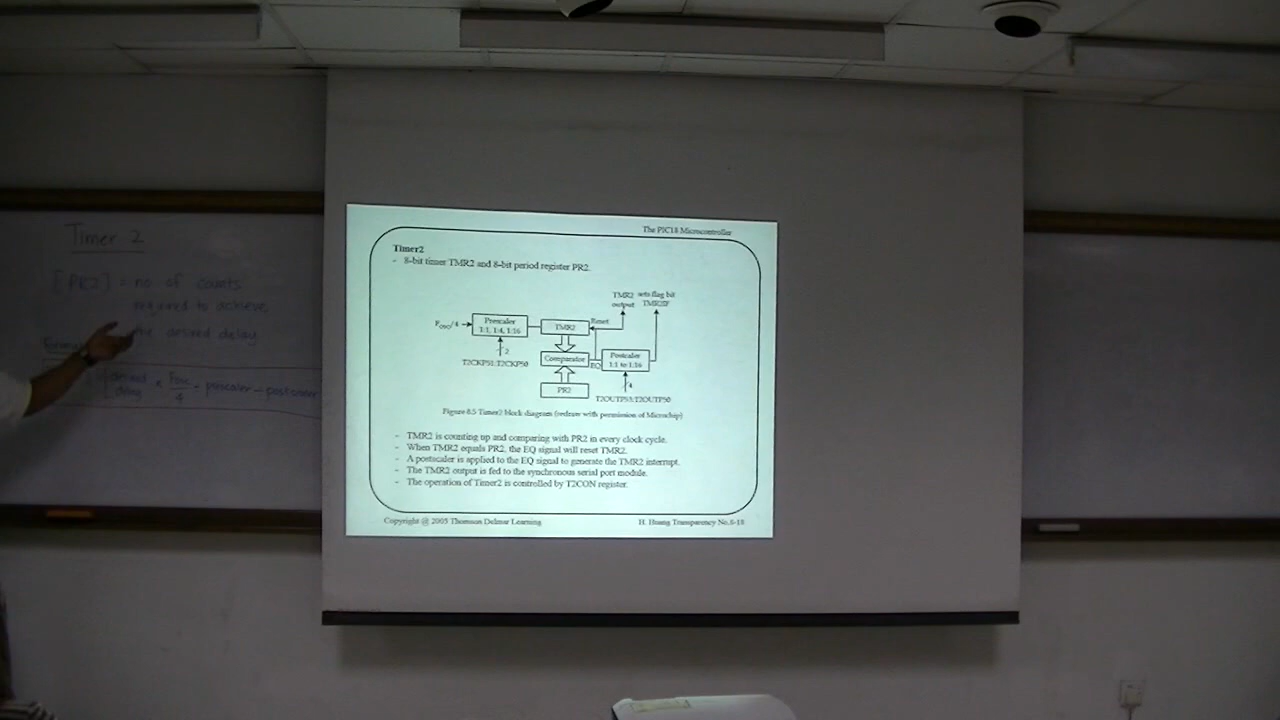 Timer 2
[PR2] = no of counts
required to achieve
the desired delay
desired delay × Fosc/4 ÷ prescaler ÷ postscaler
The PIC18 Microcontroller
Timer2
- 8-bit timer TMR2 and 8-bit period register PR2.
TMR2 output
sets flag bit TMR2IF
FOSC/4
Prescaler
1:1, 1:4, 1:16
TMR2
Reset
2
T2CKPS1:T2CKPS0
Comparator
EQ
Postscaler
1:1 to 1:16
PR2
4
T2OUTPS3:T2OUTPS0
Figure 8.5 Timer2 block diagram (redraw with permission of Microchip)
- TMR2 is counting up and comparing with PR2 in every clock cycle.
- When TMR2 equals PR2, the EQ signal will reset TMR2.
- A postscaler is applied to the EQ signal to generate the TMR2 interrupt.
- The TMR2 output is fed to the synchronous serial port module.
- The operation of Timer2 is controlled by T2CON register.
Copyright @ 2005 Thomson Delmar Learning
H. Huang Transparency No.8-18